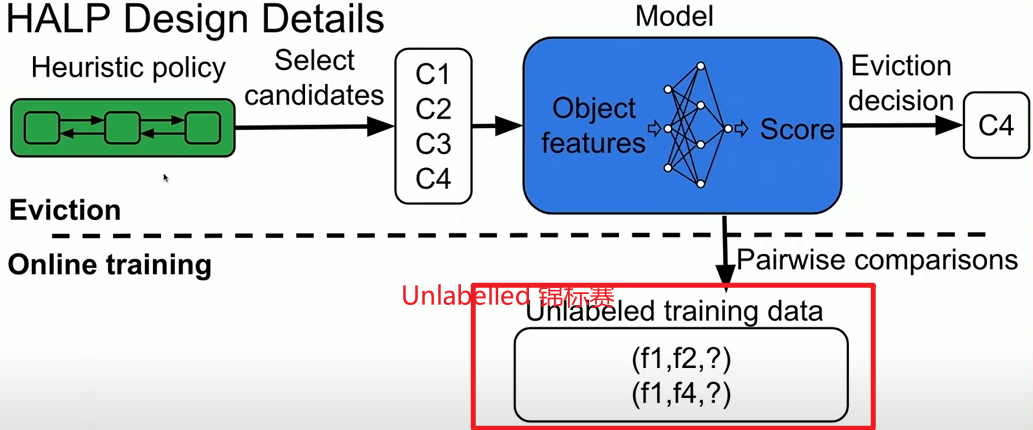 HALP Design Details
Model
Heuristic policy
Select
candidates
C1
C2
C3
C4
Object
features
Score
Eviction
decision
C4
Eviction
Online training
Pairwise comparisons
Unlabelled 锦标赛
Unlabeled training data
(f1,f2,?)
(f1,f4,?)